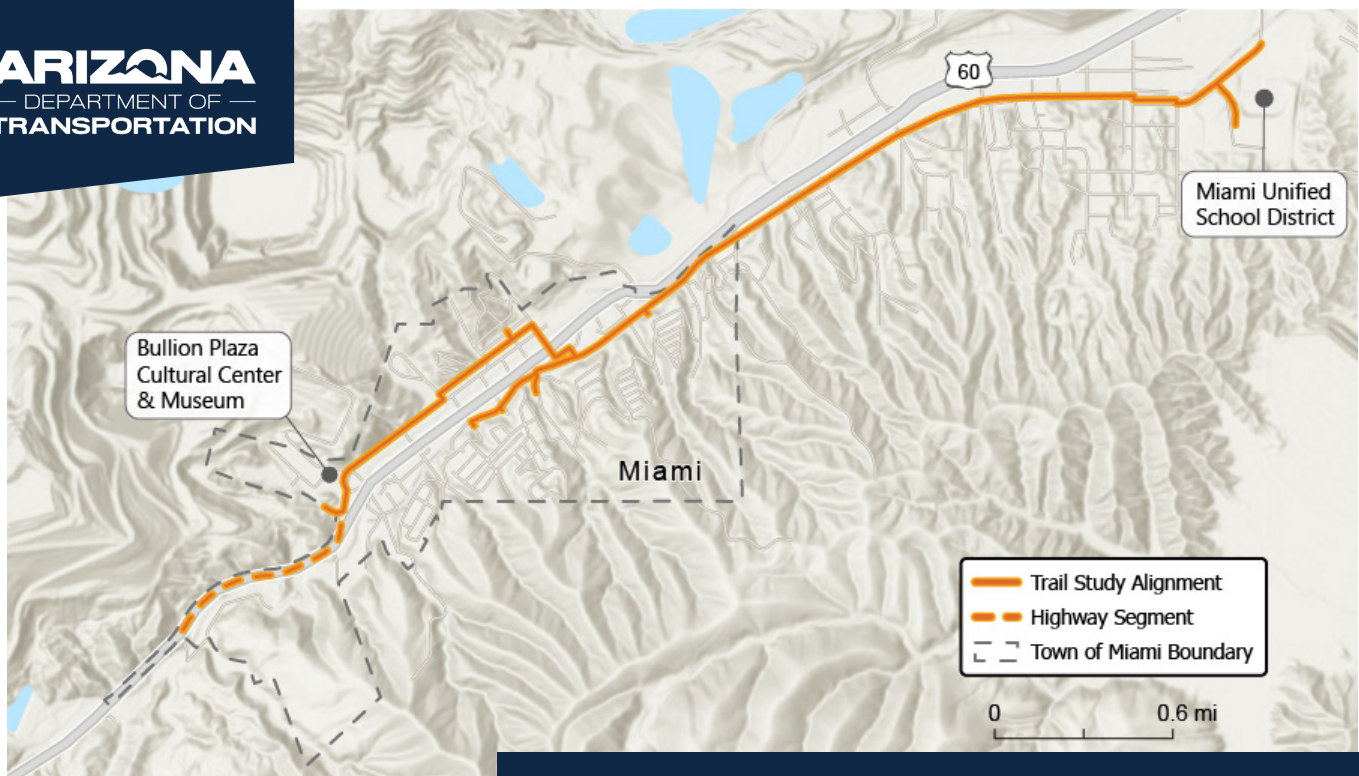 ARIZONA
DEPARTMENT OF
TRANSPORTATION
60
Miami Unified
School District
Bullion Plaza
Cultural Center
& Museum
Miami
Trail Study Alignment
Highway Segment
Town of Miami Boundary
0 0.6 mi